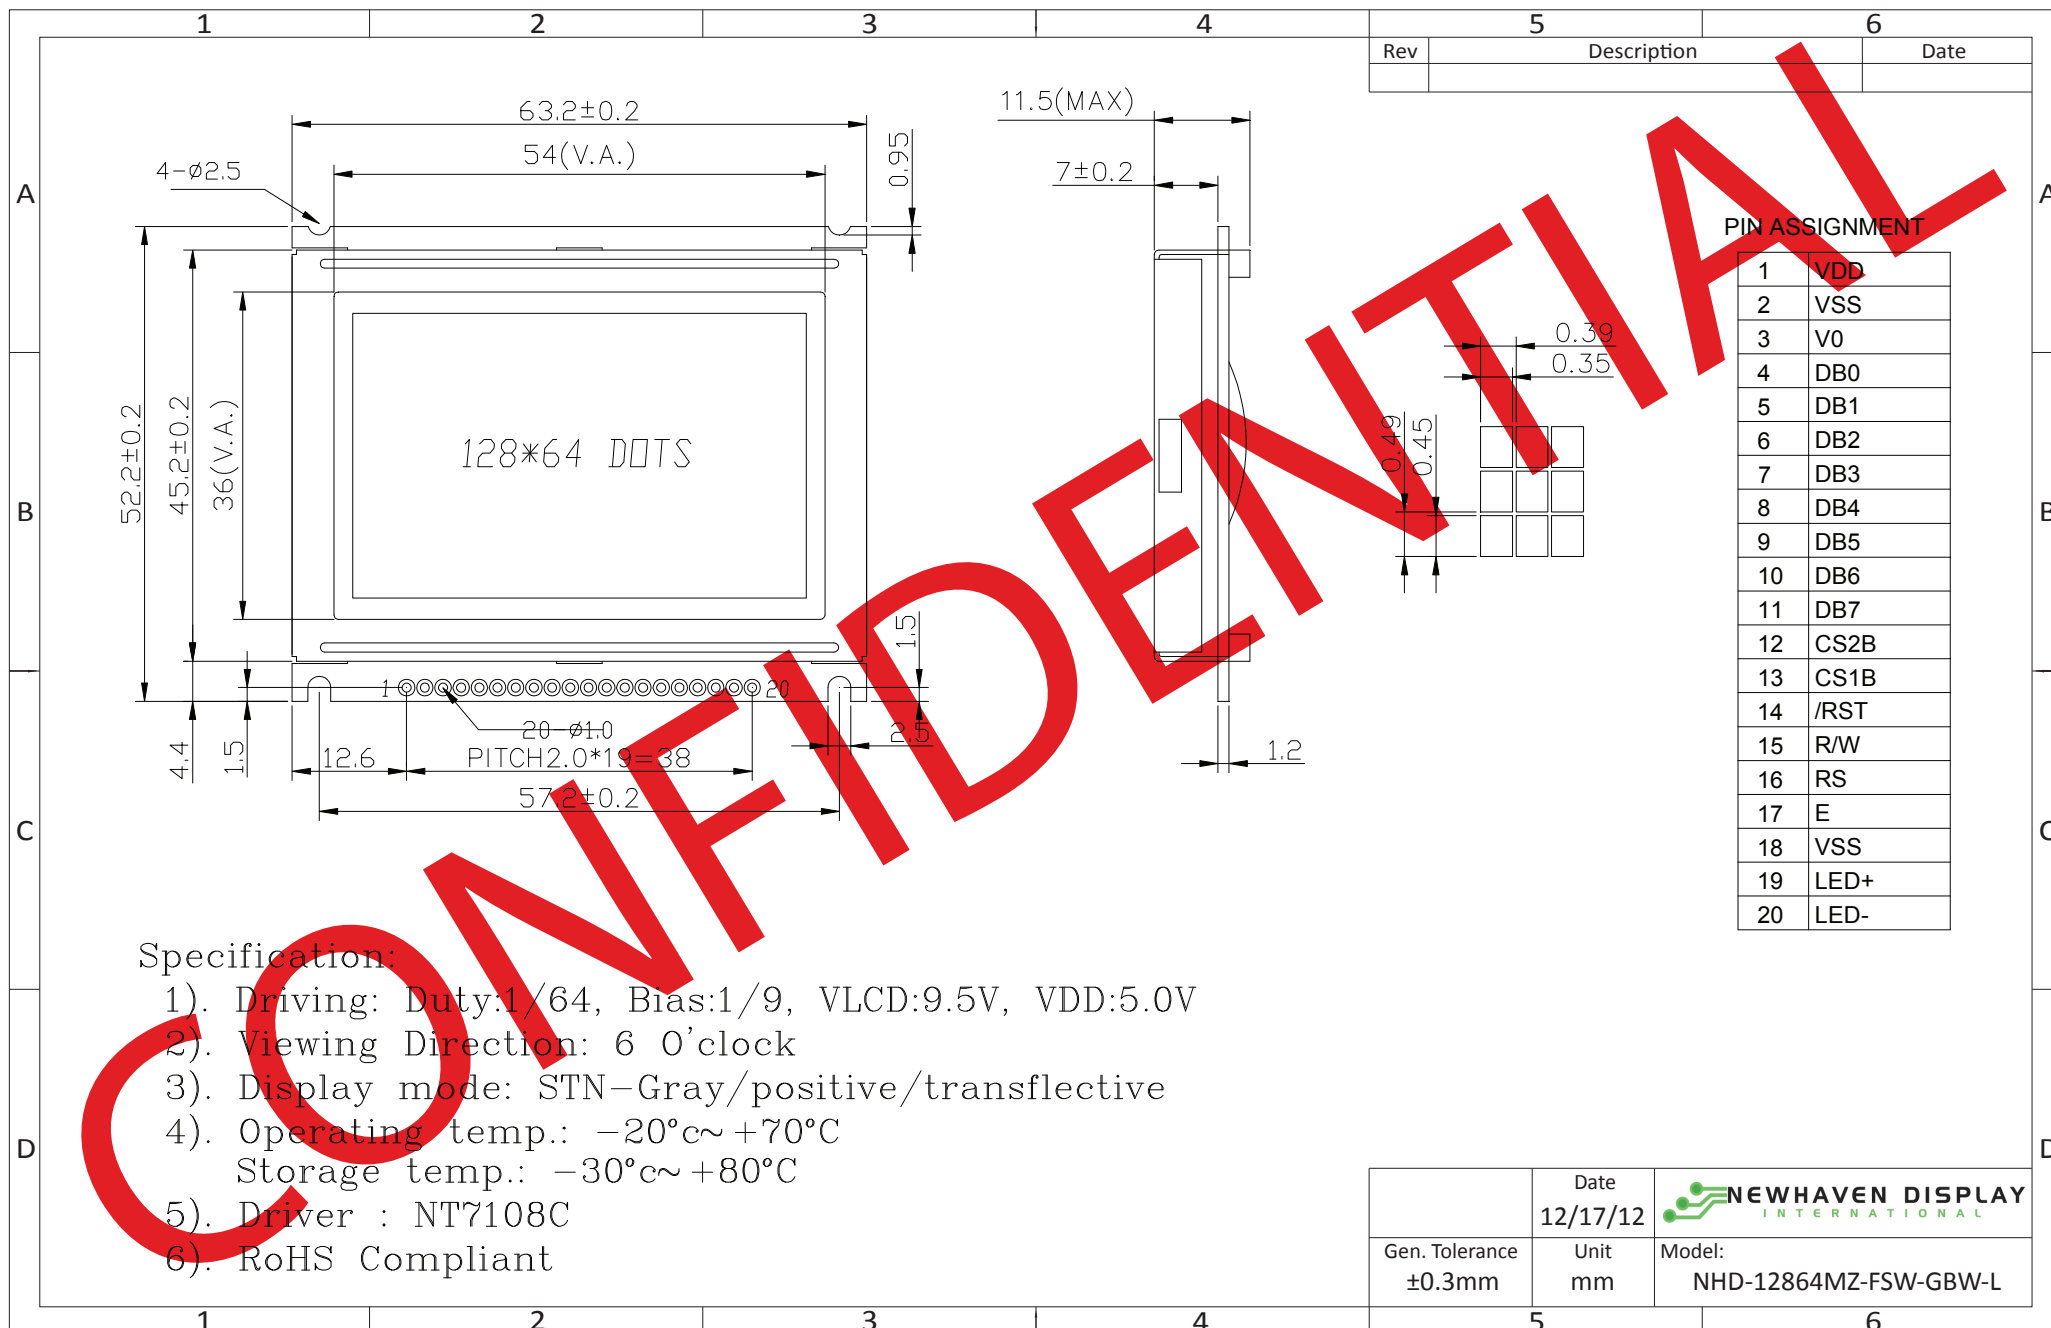 1 2 3 4 5 6
Rev Description Date
63.2±0.2
54(V.A.)
4-ø2.5
0.95
11.5(MAX)
7±0.2
A A
PIN ASSIGNMENT
1 VDD
2 VSS
3 V0
4 DB0
5 DB1
6 DB2
7 DB3
8 DB4
9 DB5
10 DB6
11 DB7
12 CS2B
13 CS1B
14 /RST
15 R/W
16 RS
17 E
18 VSS
19 LED+
20 LED-
0.39
0.35
0.49
0.45
52.2±0.2
45.2±0.2
36(V.A.)
128*64 DOTS
B B
1.5
1 20
20-ø1.0
2.5
4.4
1.5
12.6
PITCH2.0*19=38
57.2±0.2
1.2
C C
CONFIDENTIAL
Specification:
1). Driving: Duty:1/64, Bias:1/9, VLCD:9.5V, VDD:5.0V
2). Viewing Direction: 6 O'clock
3). Display mode: STN-Gray/positive/transflective
4). Operating temp.: -20°c~+70°C
Storage temp.: -30°c~+80°C
5). Driver : NT7108C
6). RoHS Compliant
D D
Date
12/17/12
NEWHAVEN DISPLAY
INTERNATIONAL
Gen. Tolerance
±0.3mm
Unit
mm
Model:
NHD-12864MZ-FSW-GBW-L
1 2 3 4 5 6